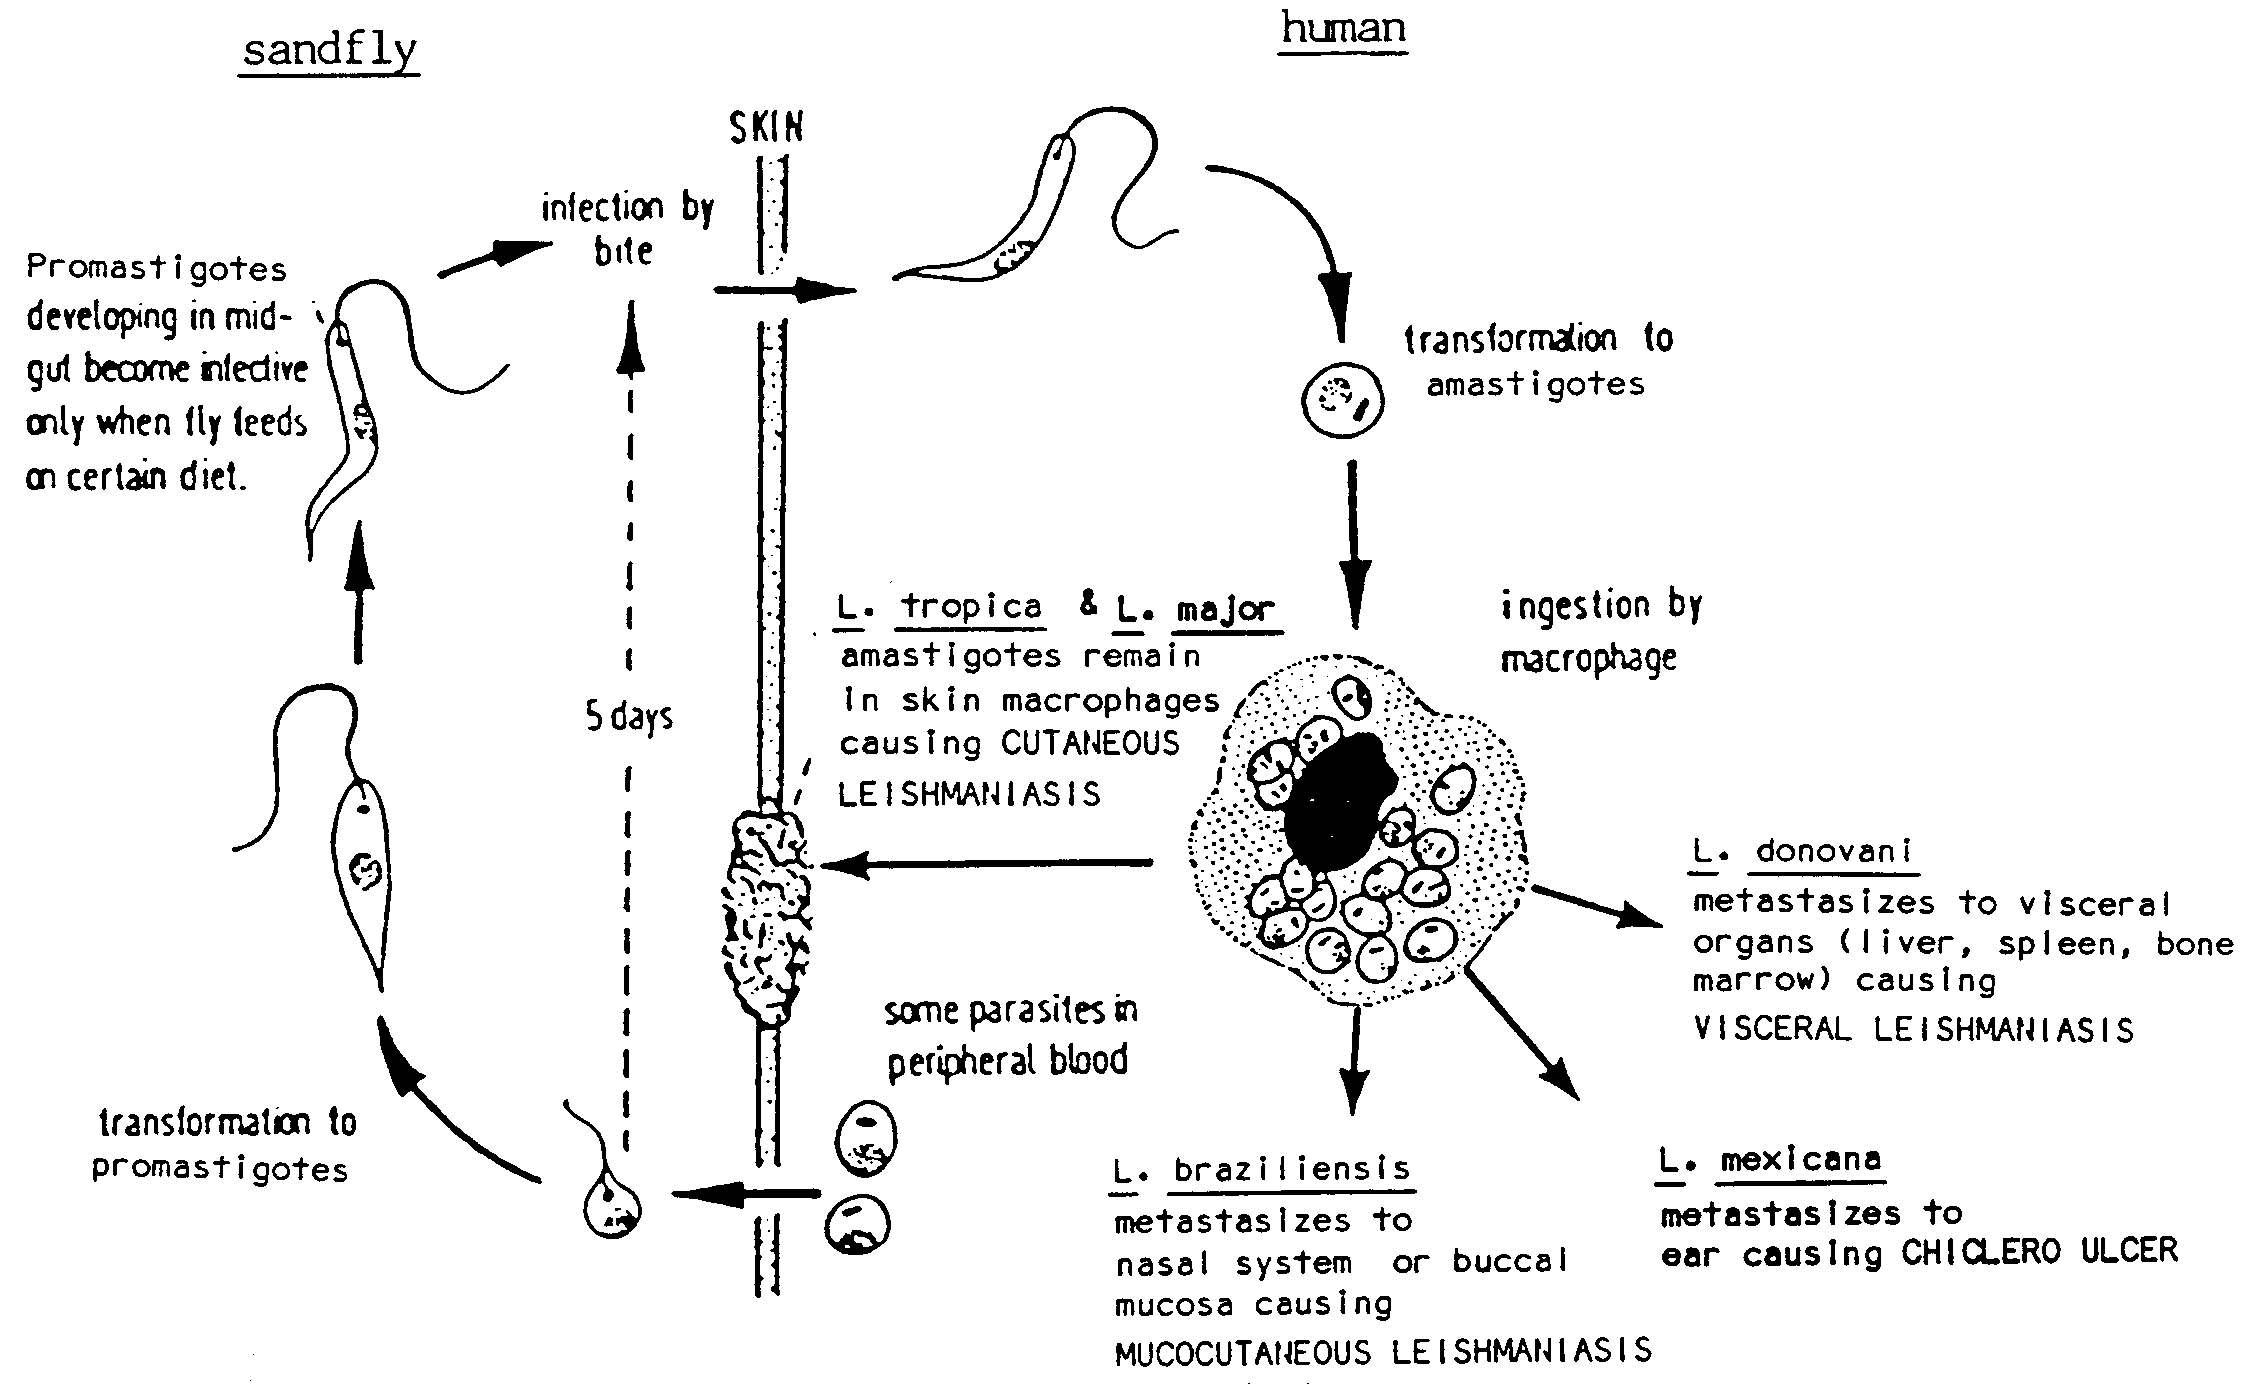 sandfly
human
SKIN
infection by
bite
Promastigotes
developing in mid-
gut become infective
only when fly feeds
on certain diet.
transformation to
amastigotes
ingestion by
macrophage
L. tropica & L. major
amastigotes remain
in skin macrophages
causing CUTANEOUS
LEISHMANIASIS
5 days
L. donovani
metastasizes to visceral
organs (liver, spleen, bone
marrow) causing
VISCERAL LEISHMANIASIS
some parasites in
peripheral blood
transformation to
promastigotes
L. braziliensis
metastasizes to
nasal system or buccal
mucosa causing
MUCOCUTANEOUS LEISHMANIASIS
L. mexicana
metastasizes to
ear causing CHICLERO ULCER